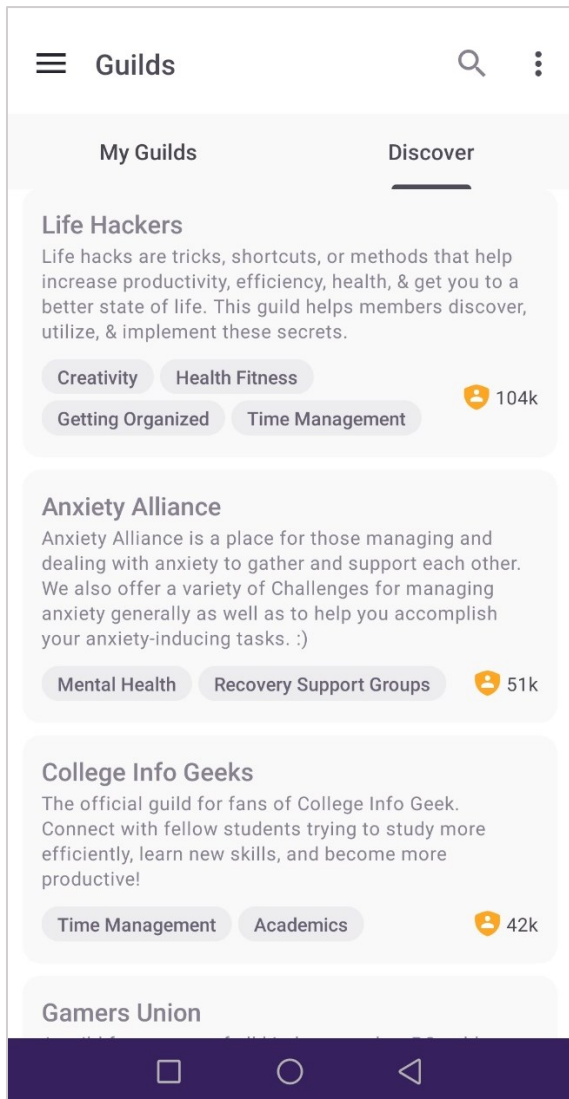 Guilds
My Guilds
Discover
Life Hackers
Life hacks are tricks, shortcuts, or methods that help
increase productivity, efficiency, health, & get you to a
better state of life. This guild helps members discover,
utilize, & implement these secrets.
Creativity
Health Fitness
Getting Organized
Time Management
104k
Anxiety Alliance
Anxiety Alliance is a place for those managing and
dealing with anxiety to gather and support each other.
We also offer a variety of Challenges for managing
anxiety generally as well as to help you accomplish
your anxiety-inducing tasks. :)
Mental Health
Recovery Support Groups
51k
College Info Geeks
The official guild for fans of College Info Geek.
Connect with fellow students trying to study more
efficiently, learn new skills, and become more
productive!
Time Management
Academics
42k
Gamers Union